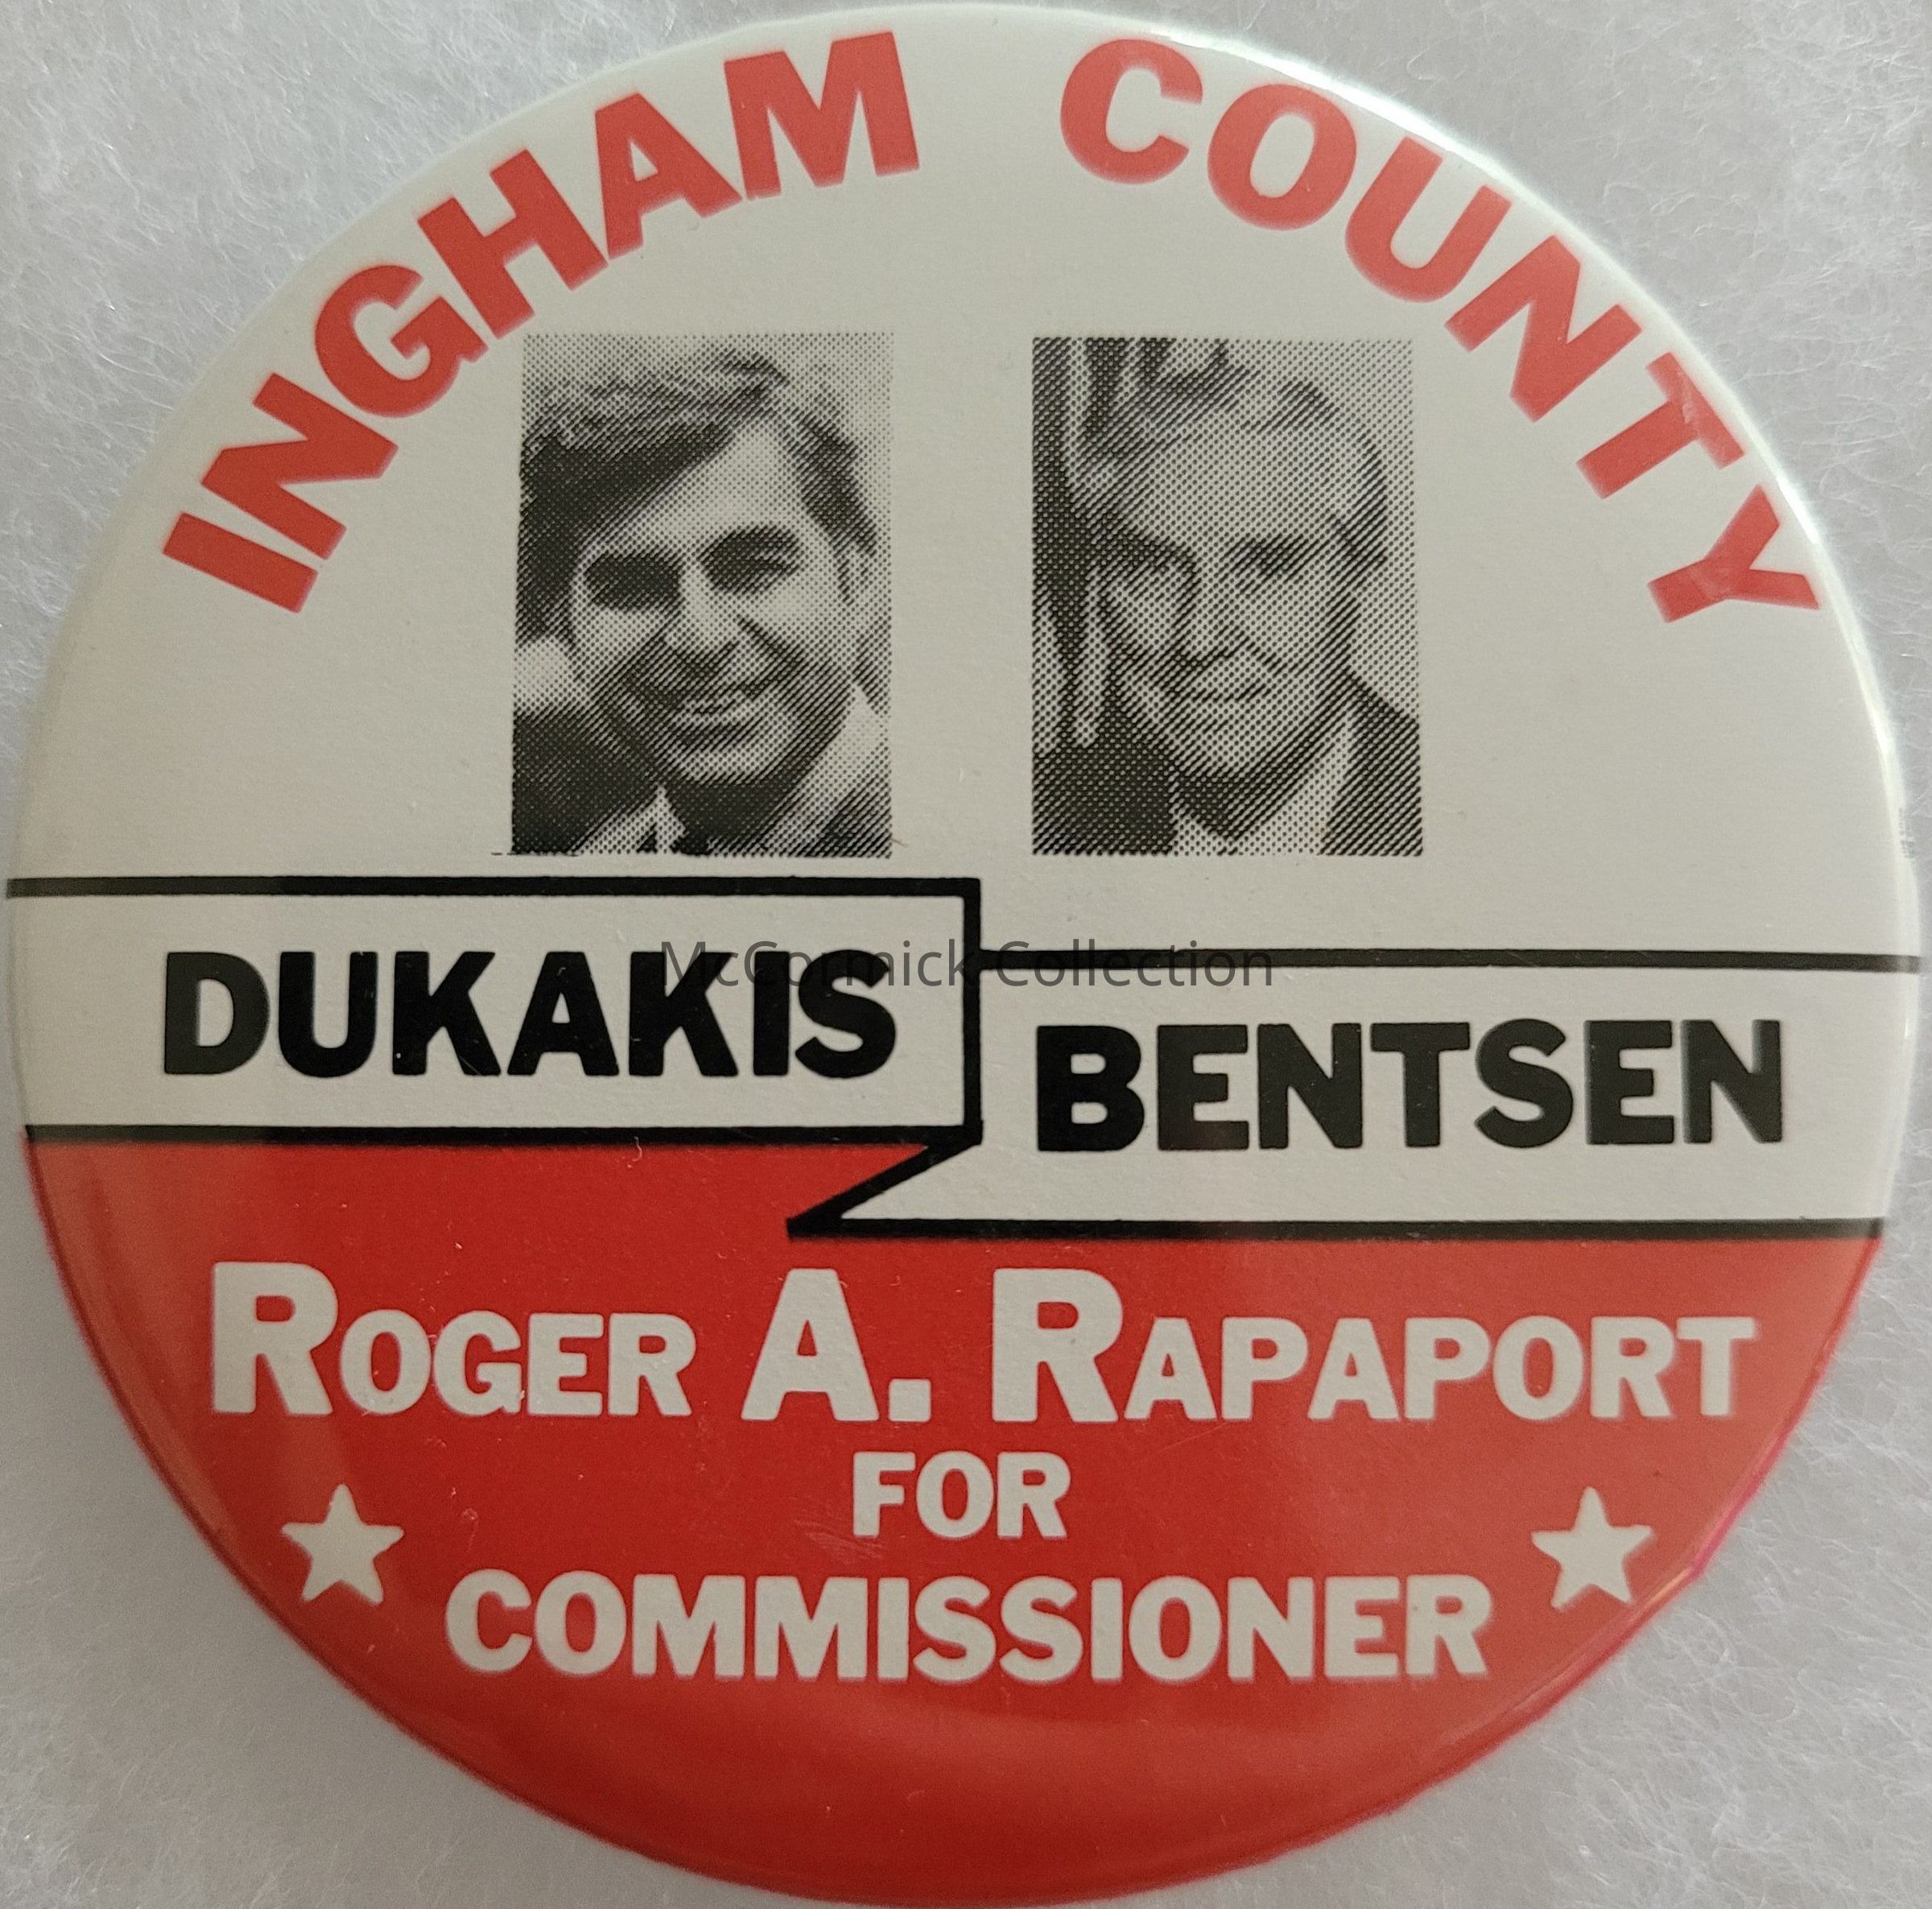 INGHAM COUNTY
DUKAKIS
McCormick Collection
BENTSEN
ROGER A. RAPAPORT
FOR
COMMISSIONER